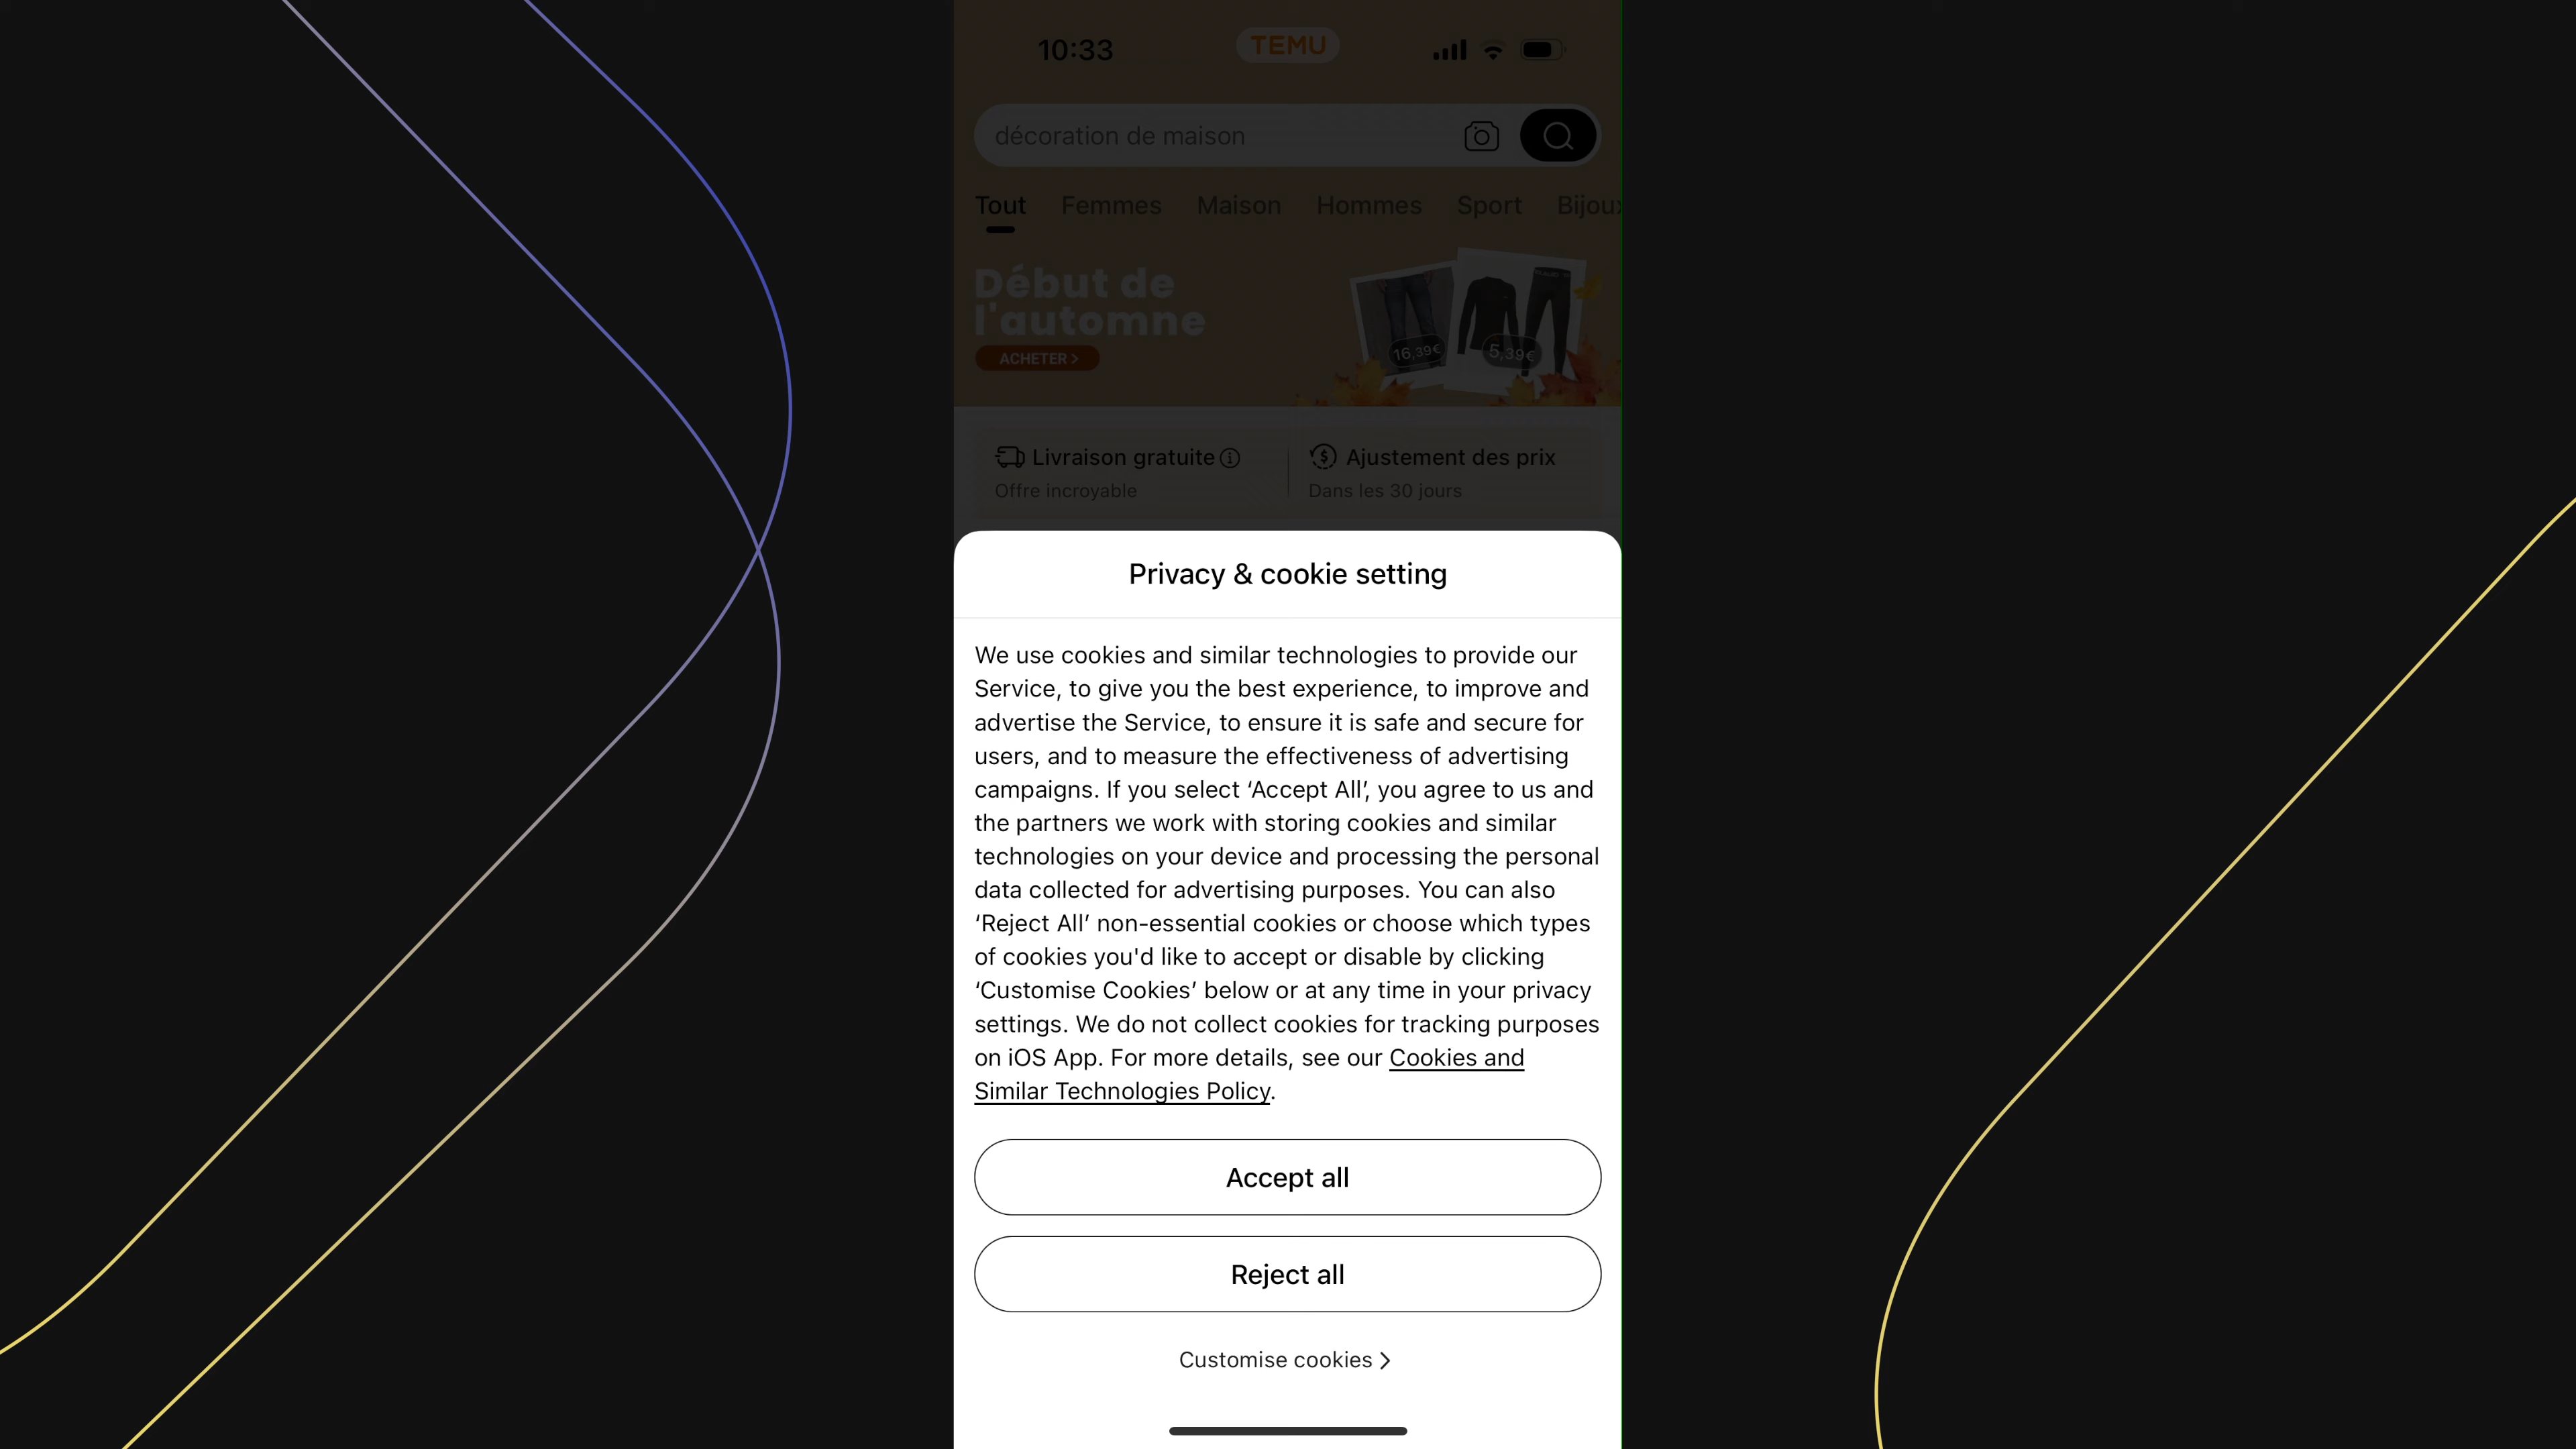 10:33
TEMU
décoration de maison
Tout Femmes Maison Hommes Sport Bijoux
Début de
l'automne
ACHETER >
16,39€
5,39€
Livraison gratuite
Ajustement des prix
Offre incroyable
Dans les 30 jours
Privacy & cookie setting
We use cookies and similar technologies to provide our
Service, to give you the best experience, to improve and
advertise the Service, to ensure it is safe and secure for
users, and to measure the effectiveness of advertising
campaigns. If you select ‘Accept All’, you agree to us and
the partners we work with storing cookies and similar
technologies on your device and processing the personal
data collected for advertising purposes. You can also
‘Reject All’ non-essential cookies or choose which types
of cookies you'd like to accept or disable by clicking
‘Customise Cookies’ below or at any time in your privacy
settings. We do not collect cookies for tracking purposes
on iOS App. For more details, see our Cookies and
Similar Technologies Policy.
Accept all
Reject all
Customise cookies >